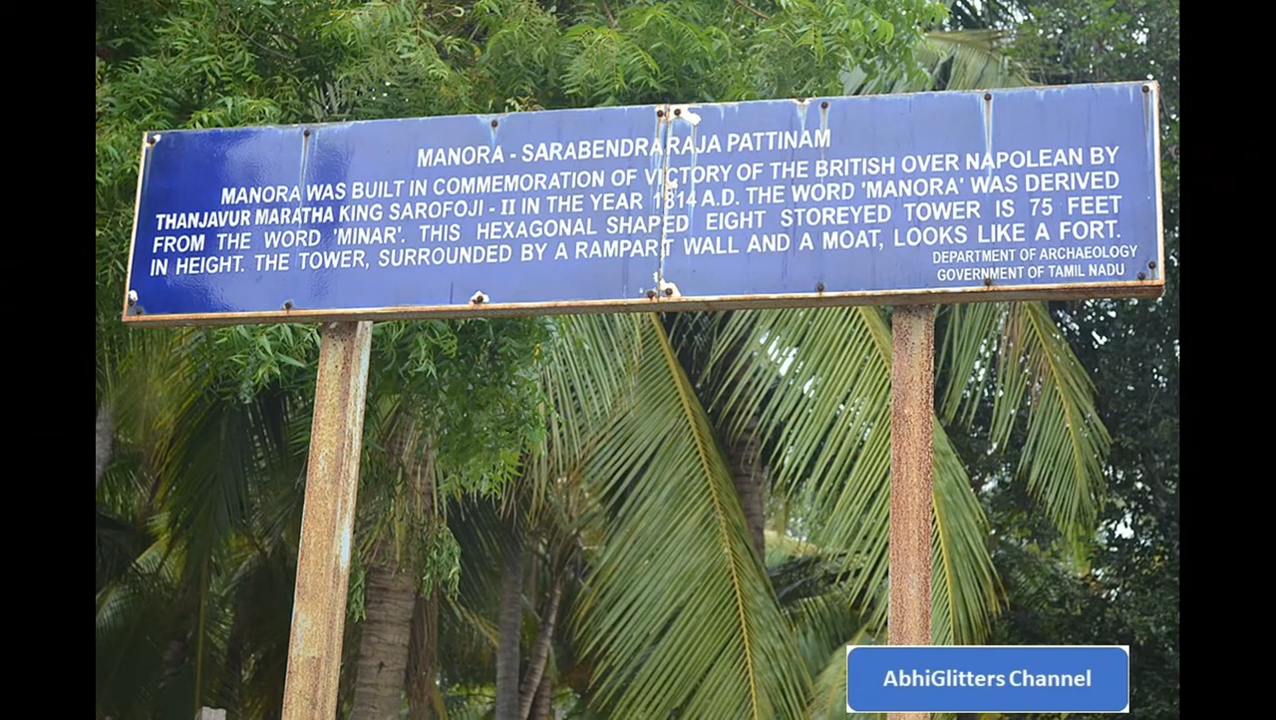 MANORA - SARABENDRARAJA PATTINAM
MANORA WAS BUILT IN COMMEMORATION OF VICTORY OF THE BRITISH OVER NAPOLEAN BY
THANJAVUR MARATHA KING SAROFOJI - II IN THE YEAR 1814 A.D. THE WORD 'MANORA' WAS DERIVED
FROM THE WORD 'MINAR'. THIS HEXAGONAL SHAPED EIGHT STOREYED TOWER IS 75 FEET
IN HEIGHT. THE TOWER, SURROUNDED BY A RAMPART WALL AND A MOAT, LOOKS LIKE A FORT.
DEPARTMENT OF ARCHAEOLOGY
GOVERNMENT OF TAMIL NADU
AbhiGlitters Channel